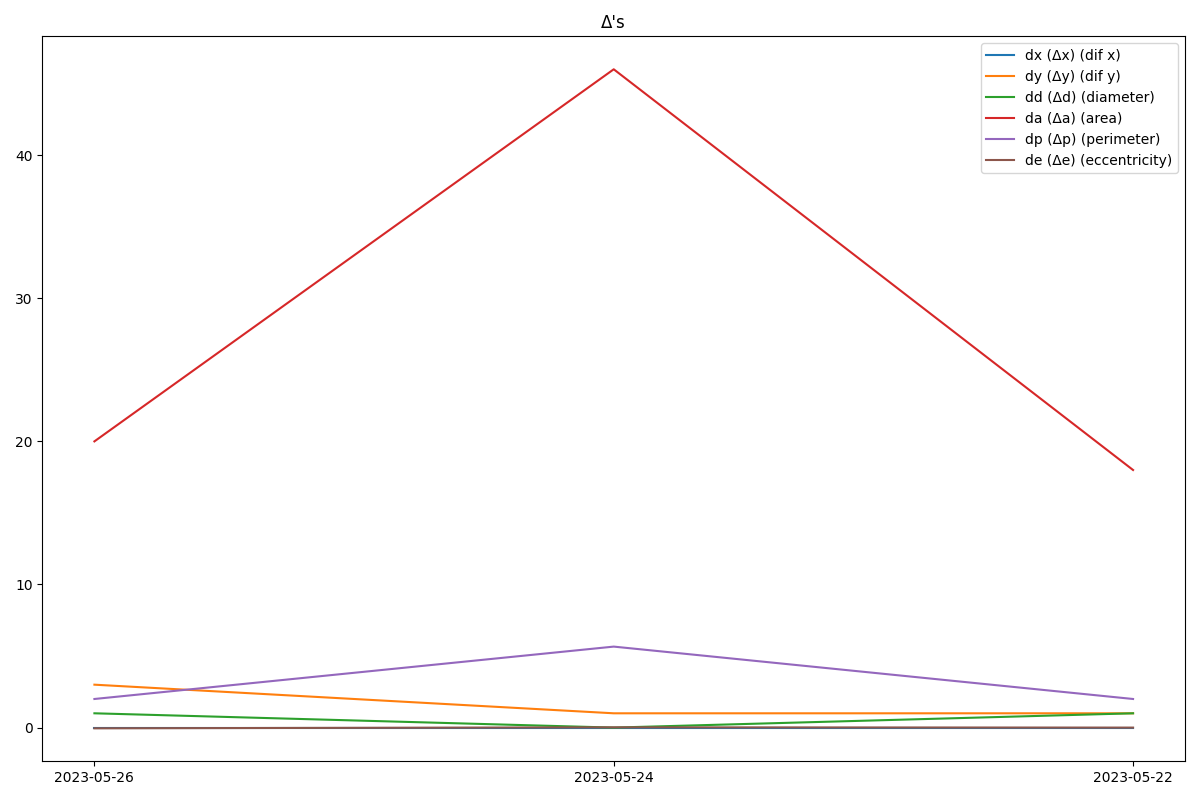 Δ's
dx (Δx) (dif x)
dy (Δy) (dif y)
dd (Δd) (diameter)
da (Δa) (area)
dp (Δp) (perimeter)
de (Δe) (eccentricity)
40
30
20
10
0
2023-05-26 2023-05-24 2023-05-22